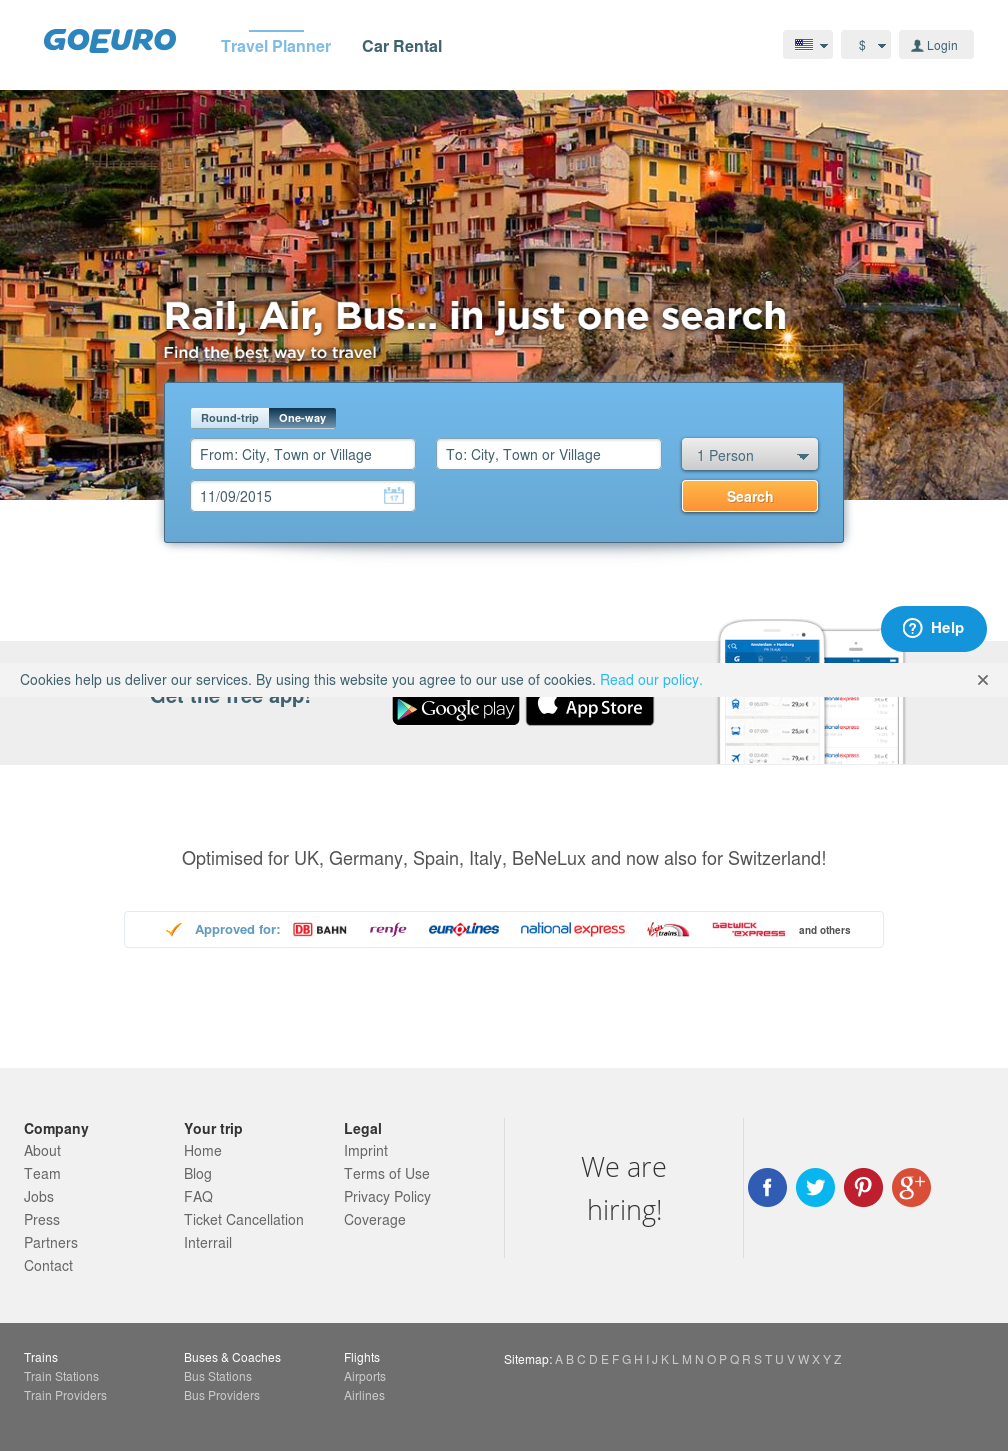 GOEURO
Travel Planner
Car Rental
$
Login
Rail, Air, Bus... in just one search
Find the best way to travel
Round-trip
One-way
From: City, Town or Village
To: City, Town or Village
1 Person
11/09/2015
17
Search
Help
Cookies help us deliver our services. By using this website you agree to our use of cookies. Read our policy.
Get the free app!
Google play
App Store
Optimised for UK, Germany, Spain, Italy, BeNeLux and now also for Switzerland!
Approved for:
DB BAHN
renfe
eurolines
national express
Virgin trains
Gatwick express
and others
Company
About
Team
Jobs
Press
Partners
Contact
Your trip
Home
Blog
FAQ
Ticket Cancellation
Interrail
Legal
Imprint
Terms of Use
Privacy Policy
Coverage
We are
hiring!
Trains
Train Stations
Train Providers
Buses & Coaches
Bus Stations
Bus Providers
Flights
Airports
Airlines
Sitemap: A B C D E F G H I J K L M N O P Q R S T U V W X Y Z